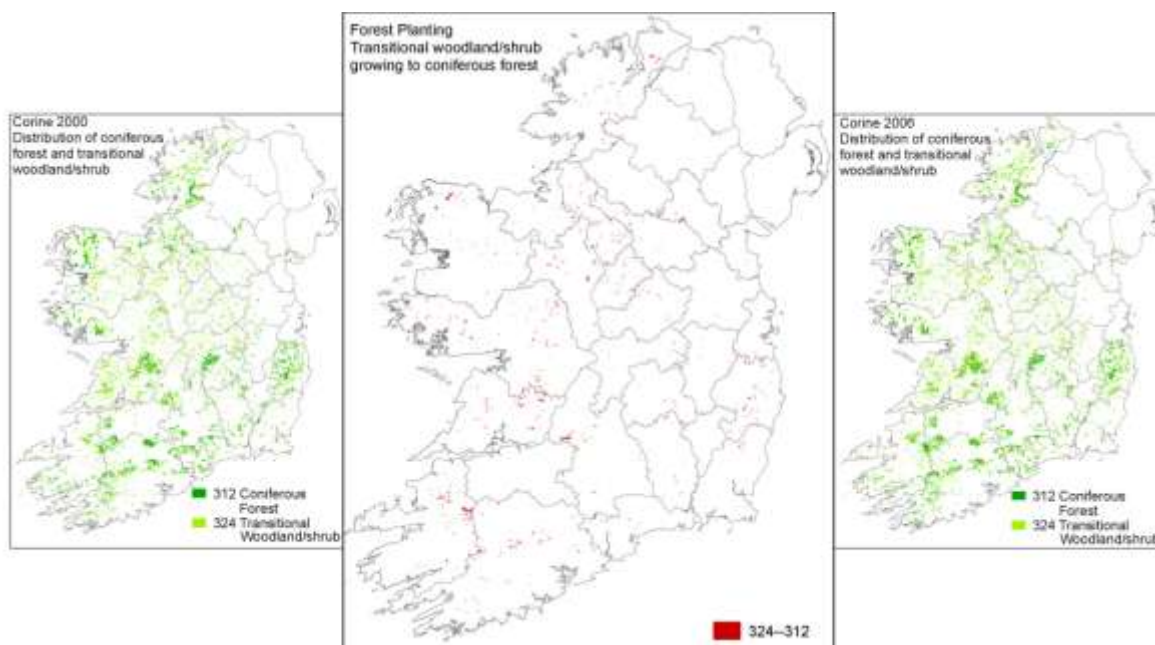 Corine 2000
Distribution of coniferous
forest and transitional
woodland/shrub
312 Coniferous
Forest
324 Transitional
Woodland/shrub
Forest Planting
Transitional woodland/shrub
growing to coniferous forest
324--312
Corine 2006
Distribution of coniferous
forest and transitional
woodland/shrub
312 Coniferous
Forest
324 Transitional
Woodland/shrub